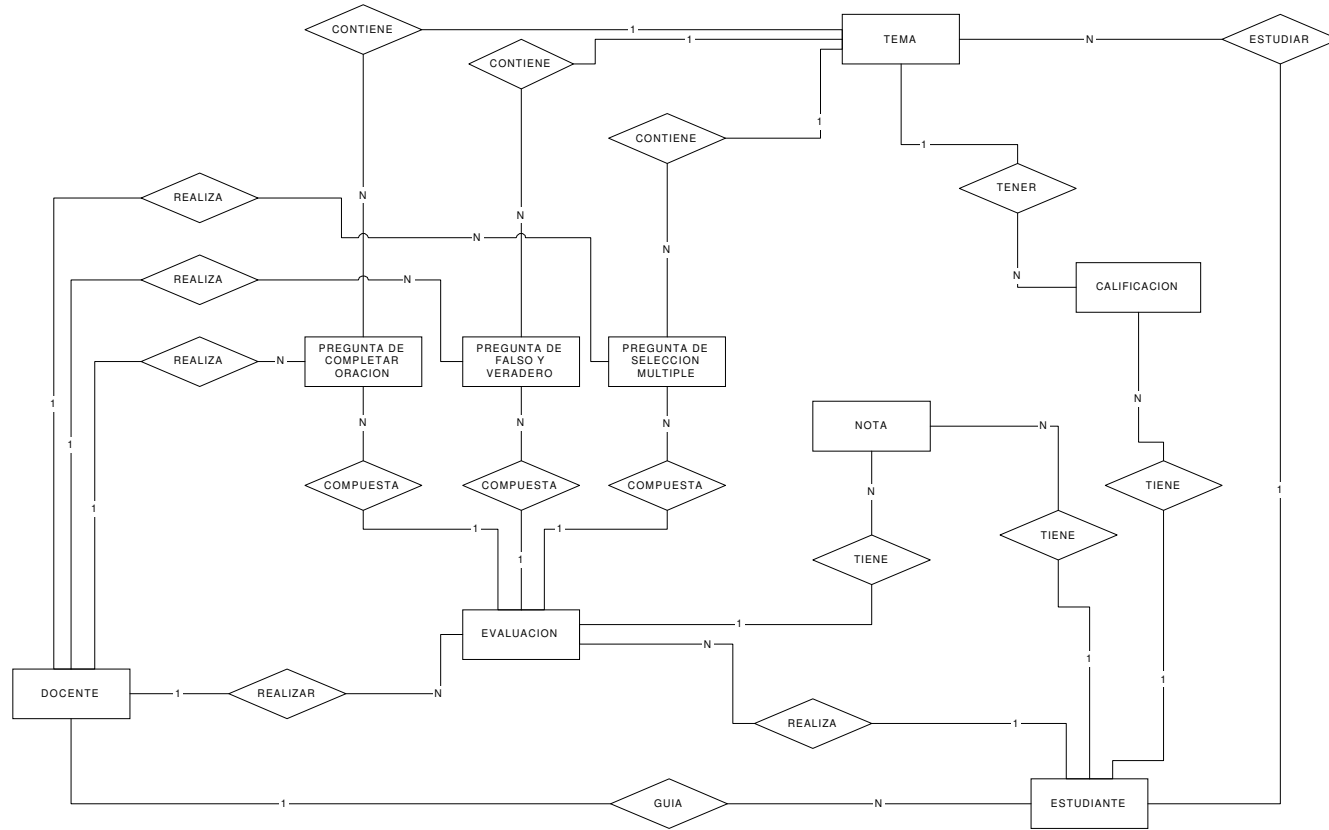 CONTIENE
1
TEMA
N
ESTUDIAR
1
CONTIENE
1
CONTIENE
1
TENER
REALIZA
N
N
N
N
N
REALIZA
N
CALIFICACION
REALIZA
N
PREGUNTA DE
COMPLETAR
ORACION
PREGUNTA DE
FALSO Y
VERADERO
PREGUNTA DE
SELECCION
MULTIPLE
1
1
1
N
N
N
NOTA
N
N
COMPUESTA
COMPUESTA
COMPUESTA
N
TIENE
1
1
1
1
TIENE
TIENE
EVALUACION
1
N
1
1
DOCENTE
1
REALIZAR
N
REALIZA
1
1
GUIA
N
ESTUDIANTE